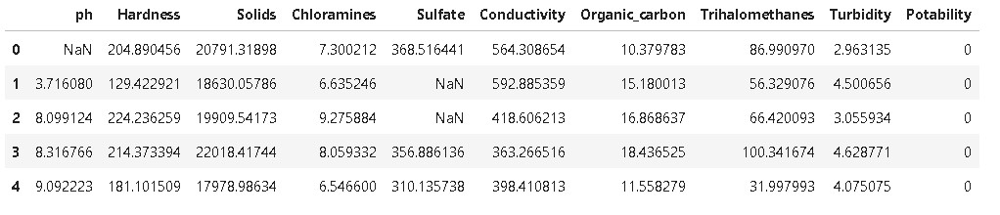 ph Hardness Solids Chloramines Sulfate Conductivity Organic_carbon Trihalomethanes Turbidity Potability
0 NaN 204.890456 20791.31898 7.300212 368.516441 564.308654 10.379783 86.990970 2.963135 0
1 3.716080 129.422921 18630.05786 6.635246 NaN 592.885359 15.180013 56.329076 4.500656 0
2 8.099124 224.236259 19909.54173 9.275884 NaN 418.606213 16.868637 66.420093 3.055934 0
3 8.316766 214.373394 22018.41744 8.059332 356.886136 363.266516 18.436525 100.341674 4.628771 0
4 9.092223 181.101509 17978.98634 6.546600 310.135738 398.410813 11.558279 31.997993 4.075075 0